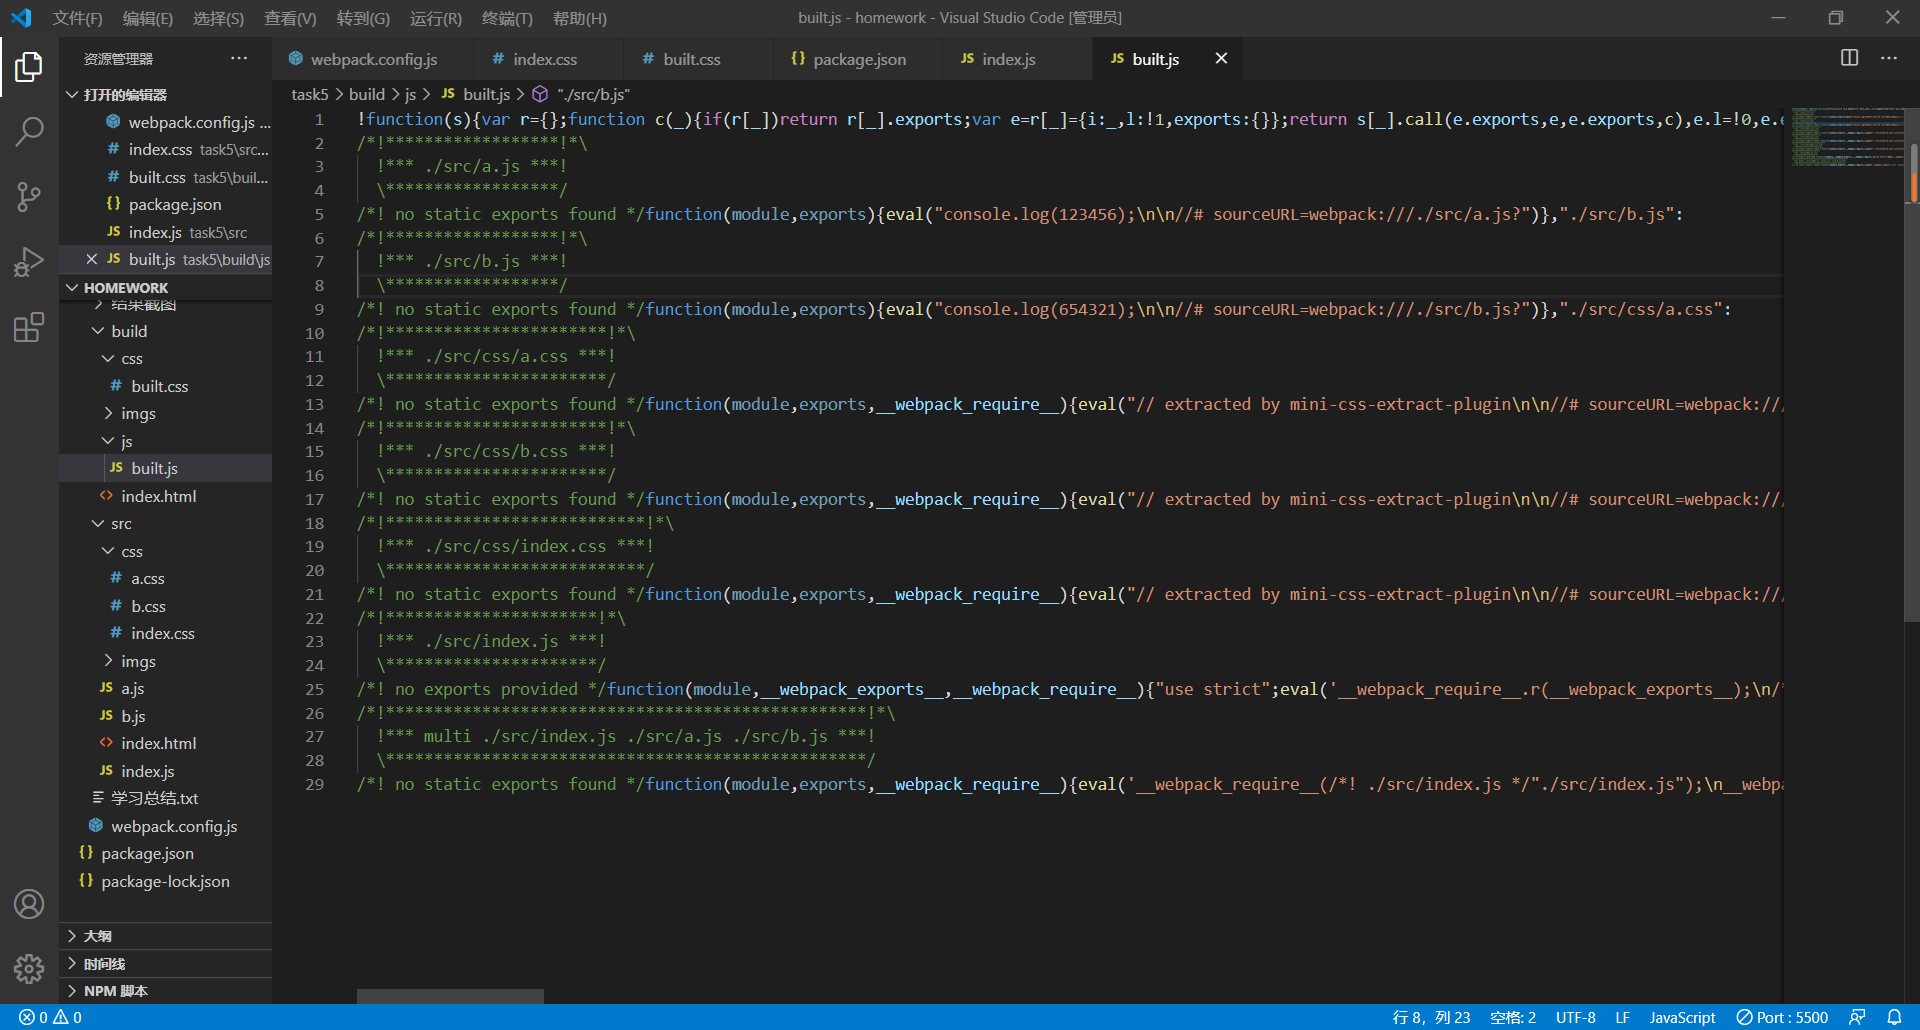 文件(F) 编辑(E) 选择(S) 查看(V) 转到(G) 运行(R) 终端(T) 帮助(H) built.js - homework - Visual Studio Code [管理员]
资源管理器 ···
打开的编辑器
webpack.config.js ...
# index.css task5\src...
# built.css task5\buil...
{} package.json
JS index.js task5\src
JS built.js task5\build\js
HOMEWORK
结果截图
build
css
# built.css
imgs
js
JS built.js
<> index.html
src
css
# a.css
# b.css
# index.css
imgs
JS a.js
JS b.js
<> index.html
JS index.js
学习总结.txt
webpack.config.js
{} package.json
{} package-lock.json
大纲
时间线
NPM 脚本
webpack.config.js # index.css # built.css {} package.json JS index.js JS built.js
task5 > build > js > JS built.js > "./src/b.js"
1 !function(s){var r={};function c(_){if(r[_])return r[_].exports;var e=r[_]={i:_,l:!1,exports:{}};return s[_].call(e.exports,e,e.exports,c),e.l=!0,e.e
2 /*!******************!*\
3   !*** ./src/a.js ***!
4   \******************/
5 /*! no static exports found */function(module,exports){eval("console.log(123456);\n\n//# sourceURL=webpack:///./src/a.js?")},"./src/b.js":
6 /*!******************!*\
7   !*** ./src/b.js ***!
8   \******************/
9 /*! no static exports found */function(module,exports){eval("console.log(654321);\n\n//# sourceURL=webpack:///./src/b.js?")},"./src/css/a.css":
10 /*!***********************!*\
11   !*** ./src/css/a.css ***!
12   \***********************/
13 /*! no static exports found */function(module,exports,__webpack_require__){eval("// extracted by mini-css-extract-plugin\n\n//# sourceURL=webpack:///
14 /*!***********************!*\
15   !*** ./src/css/b.css ***!
16   \***********************/
17 /*! no static exports found */function(module,exports,__webpack_require__){eval("// extracted by mini-css-extract-plugin\n\n//# sourceURL=webpack:///
18 /*!***************************!*\
19   !*** ./src/css/index.css ***!
20   \***************************/
21 /*! no static exports found */function(module,exports,__webpack_require__){eval("// extracted by mini-css-extract-plugin\n\n//# sourceURL=webpack:///
22 /*!**********************!*\
23   !*** ./src/index.js ***!
24   \**********************/
25 /*! no exports provided */function(module,__webpack_exports__,__webpack_require__){"use strict";eval('__webpack_require__.r(__webpack_exports__);\n/*
26 /*!**************************************************!*\
27   !*** multi ./src/index.js ./src/a.js ./src/b.js ***!
28   \**************************************************/
29 /*! no static exports found */function(module,exports,__webpack_require__){eval('__webpack_require__(/*! ./src/index.js */"./src/index.js");\n__webpa
0 0 行 8，列 23 空格: 2 UTF-8 LF JavaScript Port : 5500